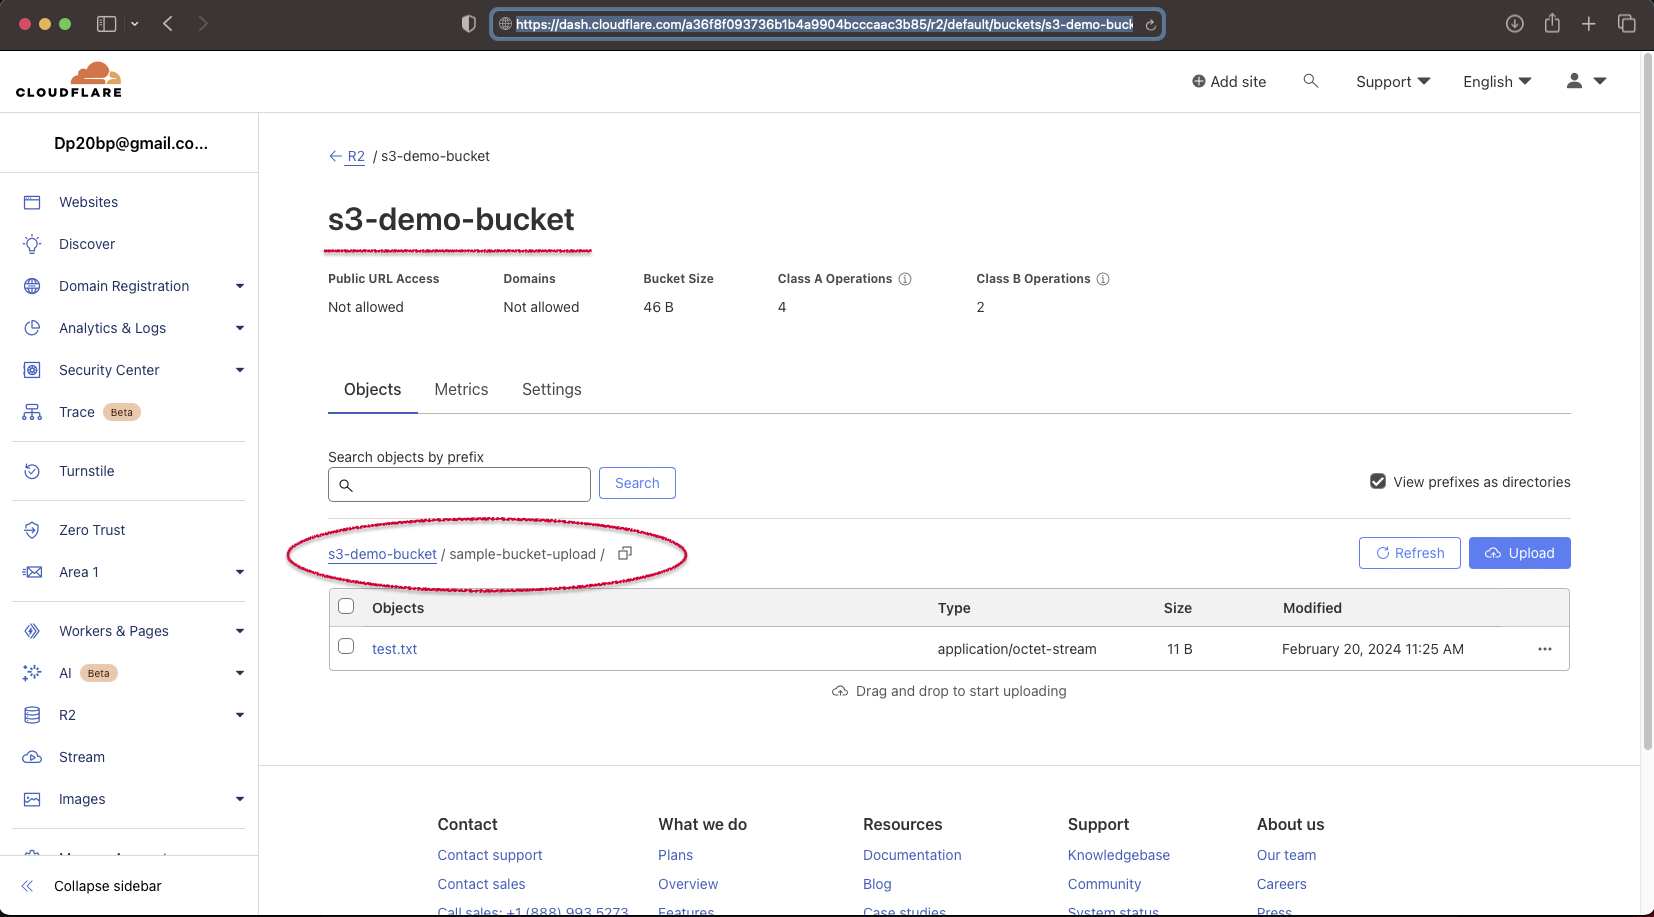 https://dash.cloudflare.com/a36f8f093736b1b4a9904bcccaac3b85/r2/default/buckets/s3-demo-buck
CLOUDFLARE
Add site
Support
English
Dp20bp@gmail.co...
Websites
Discover
Domain Registration
Analytics & Logs
Security Center
Trace Beta
Turnstile
Zero Trust
Area 1
Workers & Pages
AI Beta
R2
Stream
Images
Collapse sidebar
← R2 / s3-demo-bucket
s3-demo-bucket
Public URL Access Domains Bucket Size Class A Operations Class B Operations
Not allowed Not allowed 46 B 4 2
Objects Metrics Settings
Search objects by prefix
Search
View prefixes as directories
s3-demo-bucket / sample-bucket-upload /
Refresh Upload
Objects Type Size Modified
test.txt application/octet-stream 11 B February 20, 2024 11:25 AM
Drag and drop to start uploading
Contact What we do Resources Support About us
Contact support Plans Documentation Knowledgebase Our team
Contact sales Overview Blog Community Careers
Call sales: +1 (888) 993 5273 Features Case studies System status Press